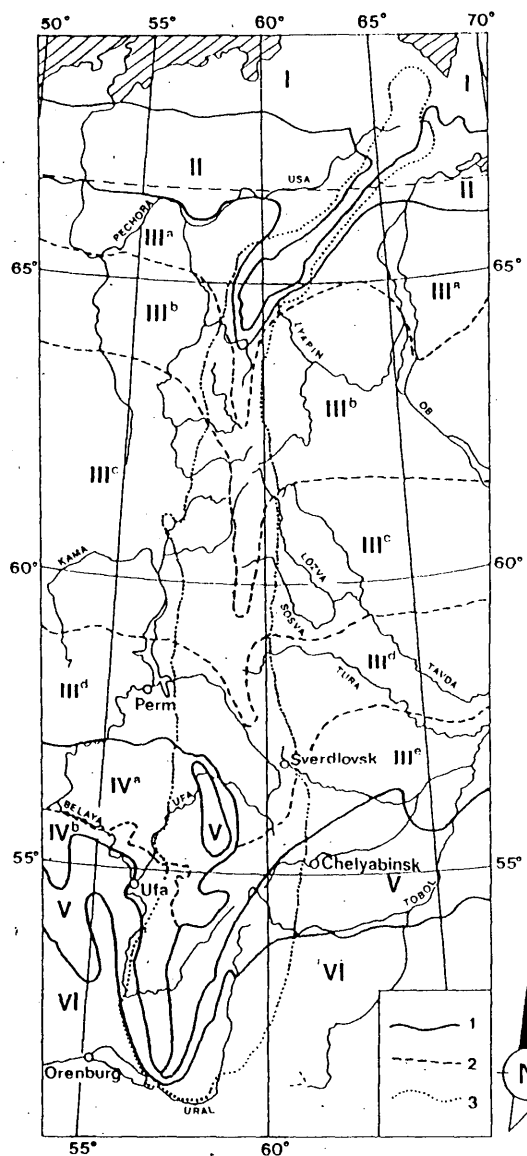 50° 55° 60° 65° 70°
I
I
II
USA
II
PECHORA
IIIa
65° 65°
IIIb
IIIa
LYAPIN
IIIb
OB
IIIc
IIIc
60° 60°
KAMA
LOZVA
SOSVA
IIId
IIId
TURA
TAVDA
Perm
Sverdlovsk
IIIe
IVa
UFA
BELAYA
V
IVb
55° 55°
Chelyabinsk
Ufa
V
V
TOBOL
VI
VI
1
2
3
Orenburg
URAL
N
55° 60°